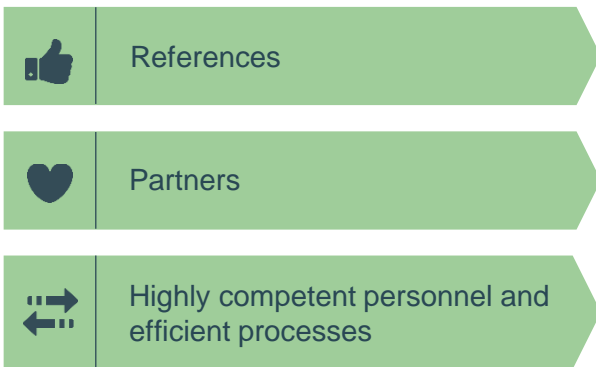 References
Partners
Highly competent personnel and
efficient processes